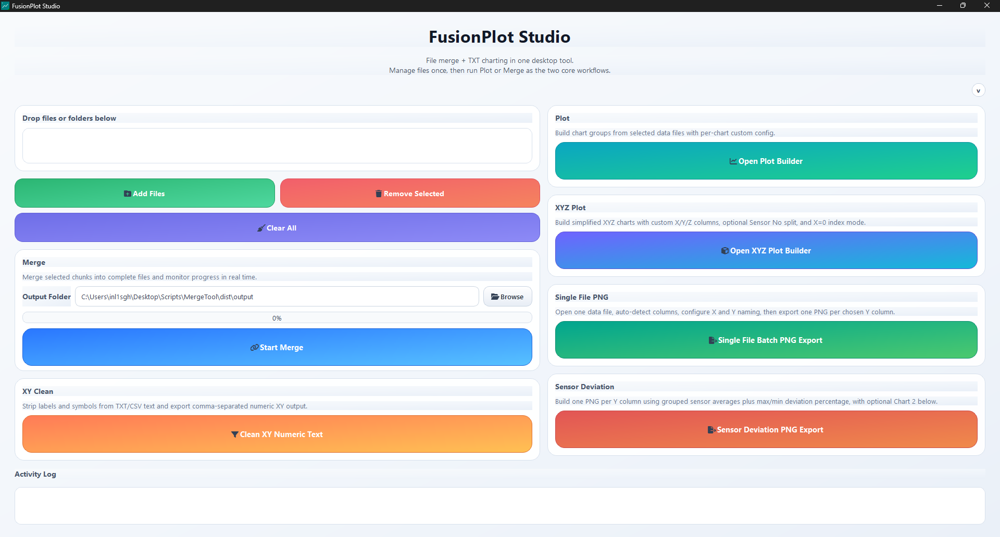 FusionPlot Studio
FusionPlot Studio
File merge + TXT charting in one desktop tool.
Manage files once, then run Plot or Merge as the two core workflows.
v
Drop files or folders below
Add Files
Remove Selected
Clear All
Merge
Merge selected chunks into complete files and monitor progress in real time.
Output Folder
C:\Users\inl1sgh\Desktop\Scripts\MergeTool\dist\output
Browse
0%
Start Merge
XY Clean
Strip labels and symbols from TXT/CSV text and export comma-separated numeric XY output.
Clean XY Numeric Text
Plot
Build chart groups from selected data files with per-chart custom config.
Open Plot Builder
XYZ Plot
Build simplified XYZ charts with custom X/Y/Z columns, optional Sensor No split, and X=0 index mode.
Open XYZ Plot Builder
Single File PNG
Open one data file, auto-detect columns, configure X and Y naming, then export one PNG per chosen Y column.
Single File Batch PNG Export
Sensor Deviation
Build one PNG per Y column using grouped sensor averages plus max/min deviation percentage, with optional Chart 2 below.
Sensor Deviation PNG Export
Activity Log